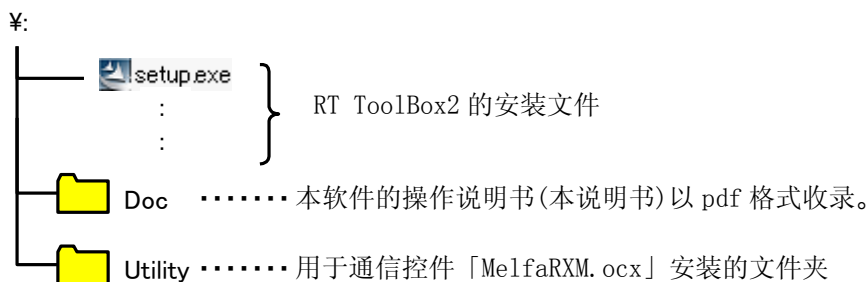 ¥:
setup.exe
:
:
RT ToolBox2 的安装文件
Doc ・・・・・・・ 本软件的操作说明书(本说明书)以 pdf 格式收录。
Utility ・・・・・・・ 用于通信控件「MelfaRXM.ocx」安装的文件夹